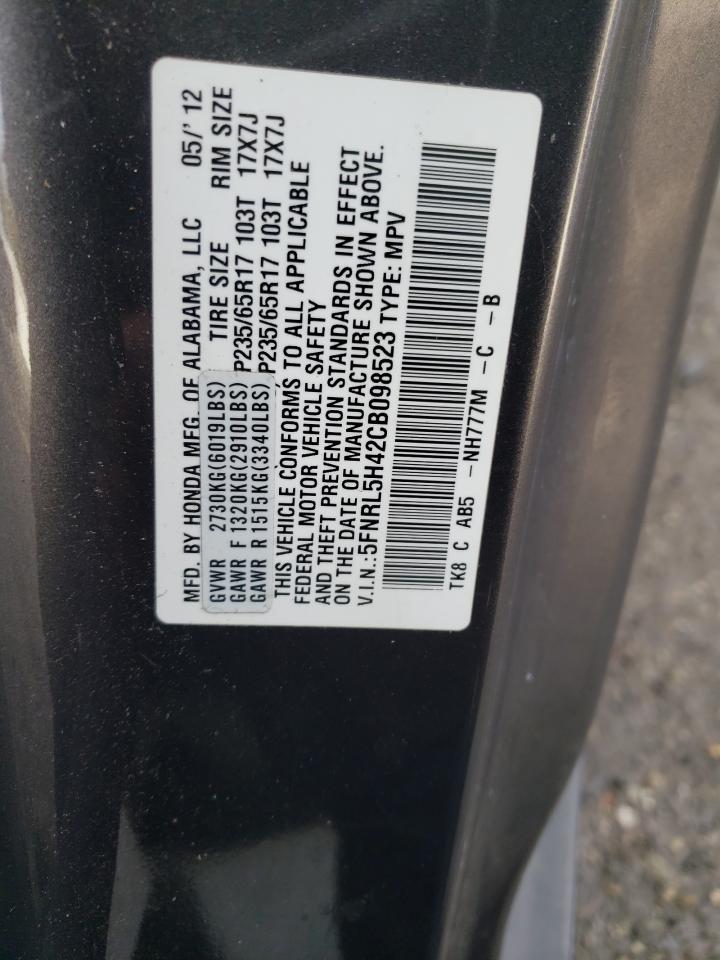 MFD. BY HONDA MFG. OF ALABAMA, LLC 05/' 12
GVWR 2730KG(6019LBS) TIRE SIZE RIM SIZE
GAWR F 1320KG(2910LBS) P235/65R17 103T 17X7J
GAWR R 1515KG(3340LBS) P235/65R17 103T 17X7J
THIS VEHICLE CONFORMS TO ALL APPLICABLE
FEDERAL MOTOR VEHICLE SAFETY
AND THEFT PREVENTION STANDARDS IN EFFECT
ON THE DATE OF MANUFACTURE SHOWN ABOVE.
V.I.N.:5FNRL5H42CB098523 TYPE: MPV
TK8 C AB5 -NH777M -C -B